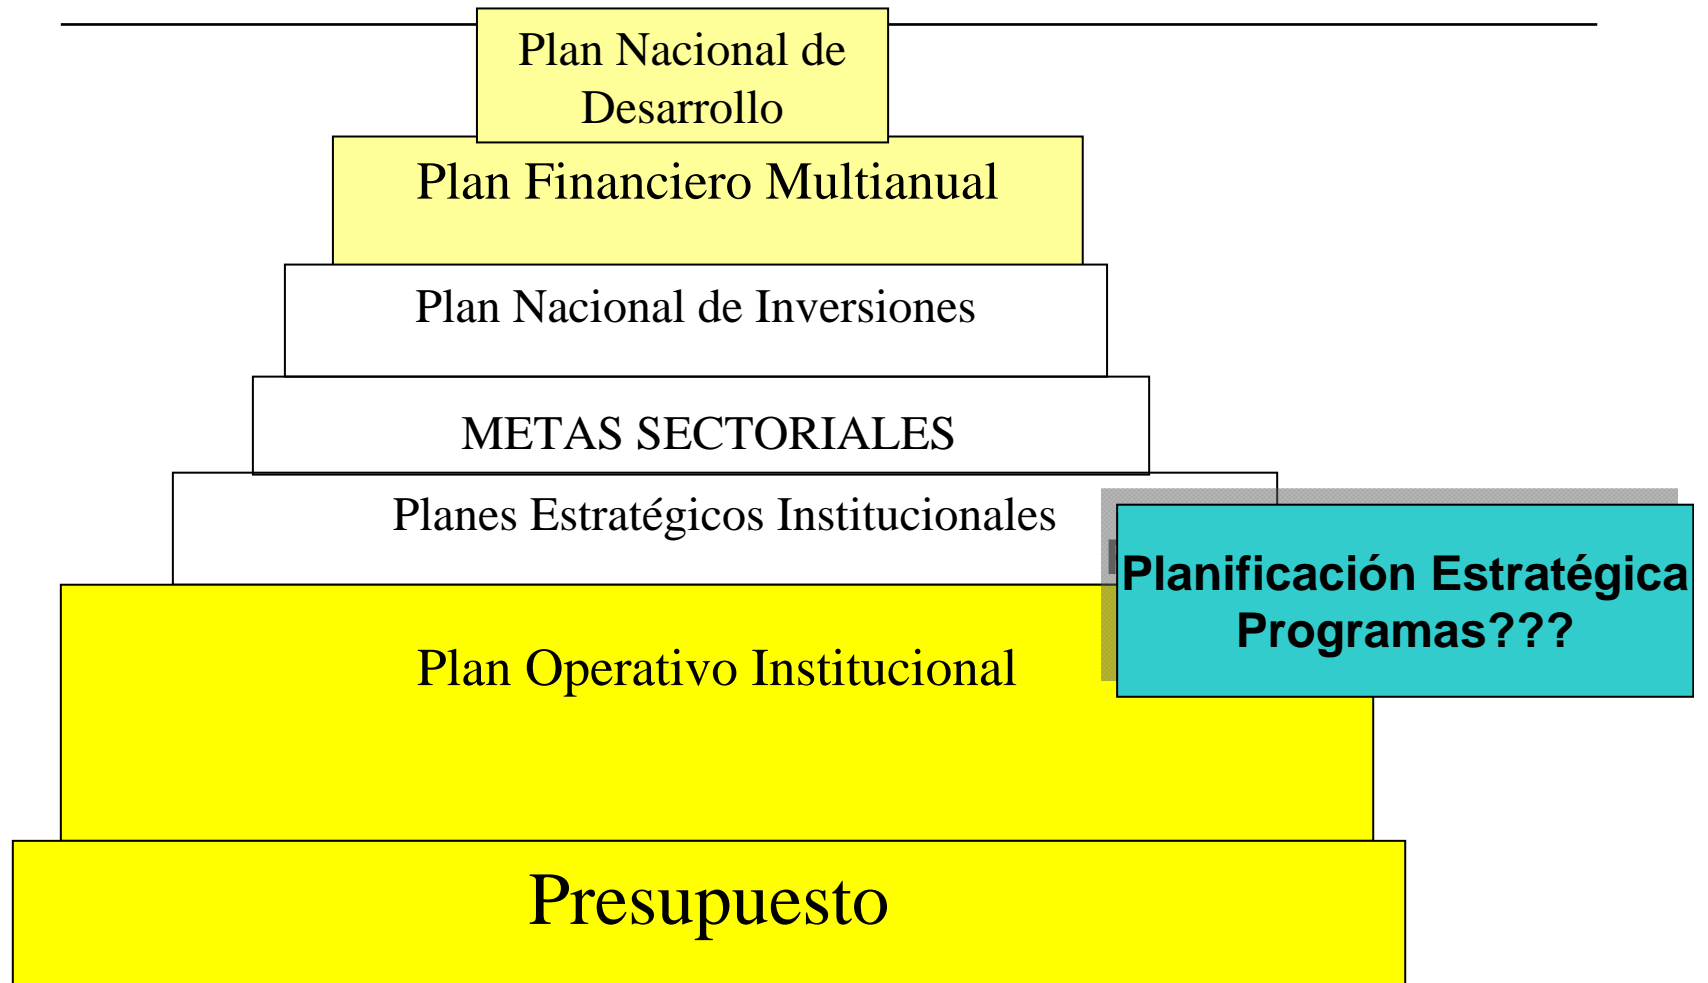 Plan Nacional de
Desarrollo
Plan Financiero Multianual
Plan Nacional de Inversiones
METAS SECTORIALES
Planes Estratégicos Institucionales
Planificación Estratégica
Programas???
Plan Operativo Institucional
Presupuesto